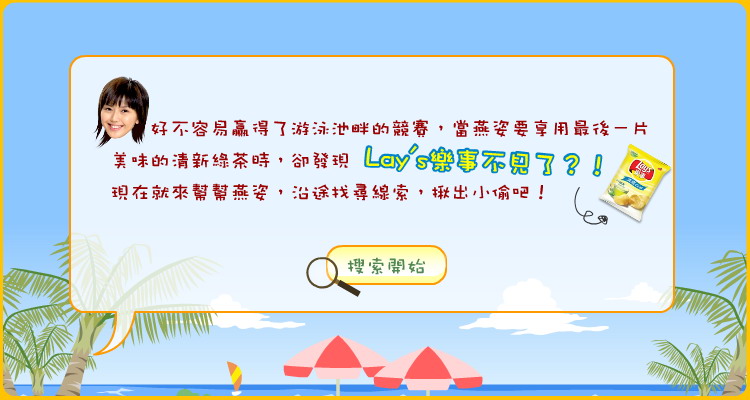 好不容易贏得了游泳池畔的競賽，當燕姿要享用最後一片
美味的清新綠茶時，卻發現 Lay's樂事不見了？！
現在就來幫幫燕姿，沿途找尋線索，揪出小偷吧！
Lay's
搜索開始